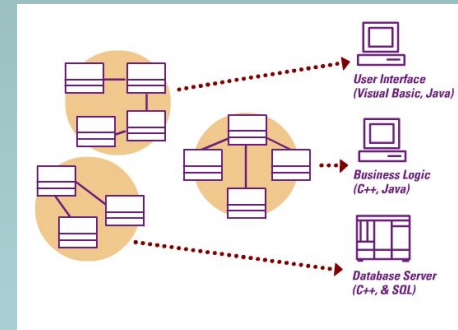 User Interface
(Visual Basic, Java)
Business Logic
(C++, Java)
Database Server
(C++, & SQL)